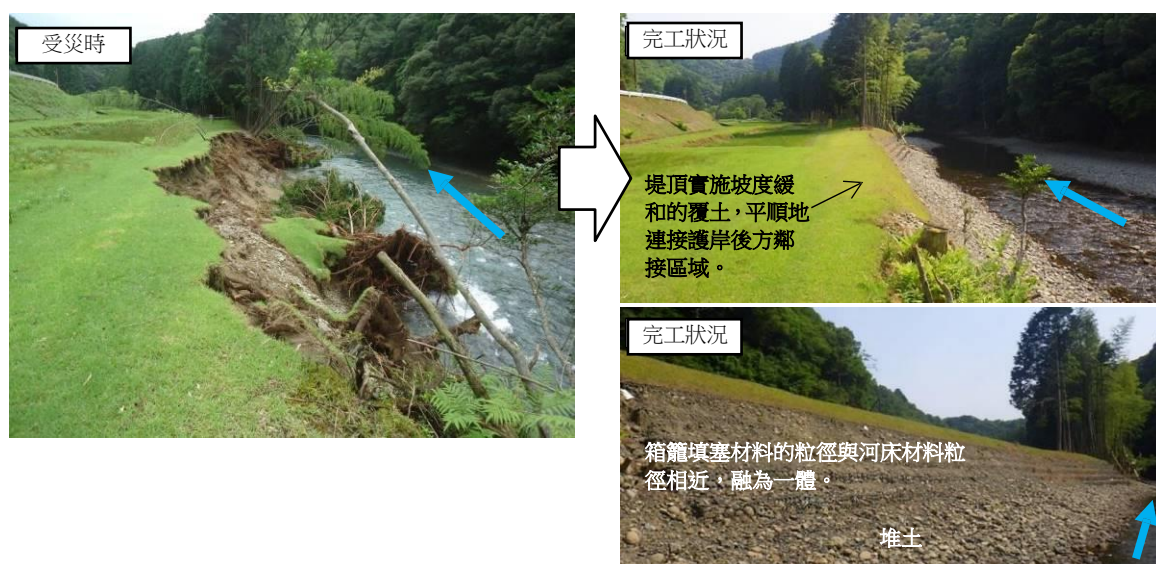 受災時
完工狀況
堤頂實施坡度緩
和的覆土，平順地
連接護岸後方鄰
接區域。
完工狀況
箱籠填塞材料的粒徑與河床材料粒
徑相近，融為一體。
堆土